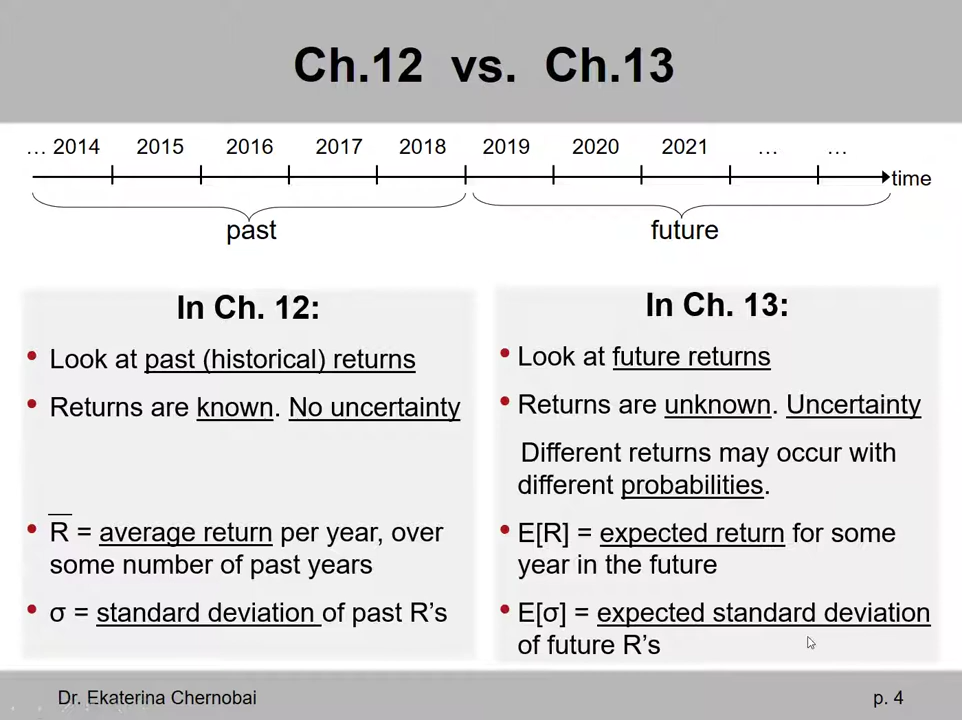 Ch.12 vs. Ch.13
... 2014 2015 2016 2017 2018 2019 2020 2021 ... ...
time
past
future
In Ch. 12:
• Look at past (historical) returns
• Returns are known. No uncertainty
• R̅ = average return per year, over
some number of past years
• σ = standard deviation of past R’s
In Ch. 13:
• Look at future returns
• Returns are unknown. Uncertainty
Different returns may occur with
different probabilities.
• E[R] = expected return for some
year in the future
• E[σ] = expected standard deviation
of future R’s
Dr. Ekaterina Chernobai
p. 4